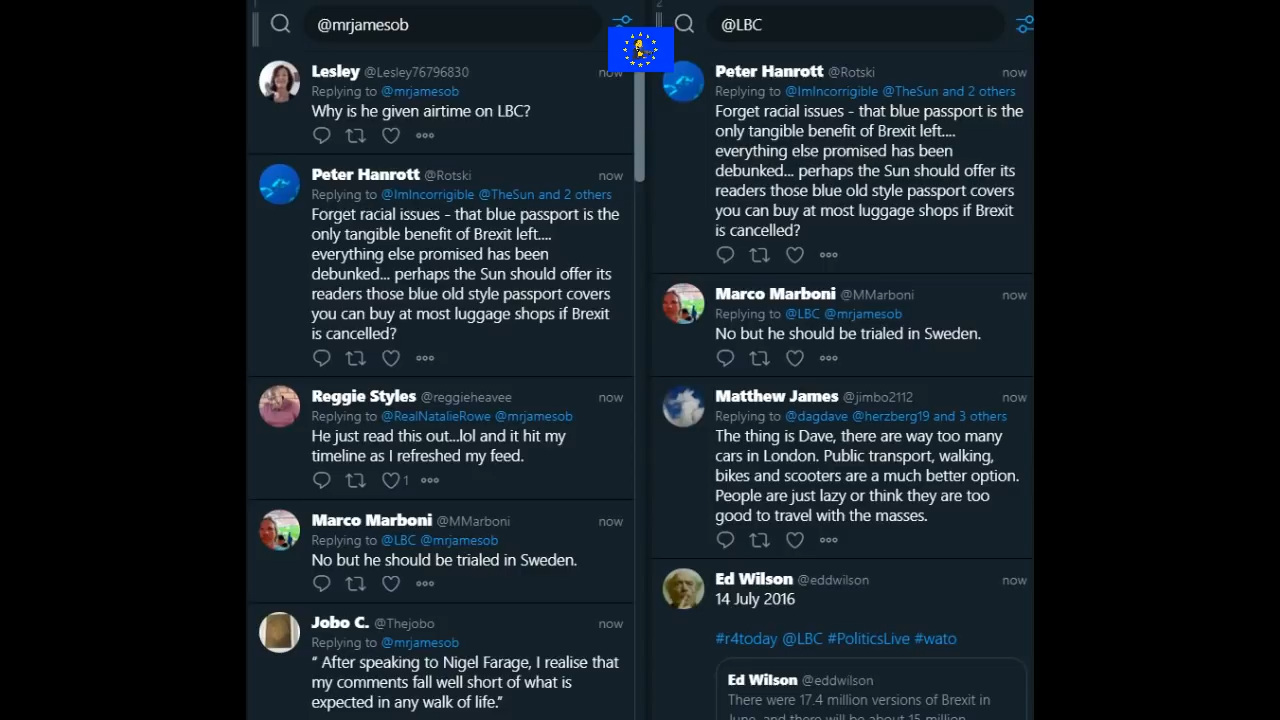 @mrjamesob
Lesley @Lesley76796830 now
Replying to @mrjamesob
Why is he given airtime on LBC?
Peter Hanrott @Rotski now
Replying to @ImIncorrigible @TheSun and 2 others
Forget racial issues - that blue passport is the
only tangible benefit of Brexit left....
everything else promised has been
debunked... perhaps the Sun should offer its
readers those blue old style passport covers
you can buy at most luggage shops if Brexit
is cancelled?
Reggie Styles @reggieheavee now
Replying to @RealNatalieRowe @mrjamesob
He just read this out...lol and it hit my
timeline as I refreshed my feed.
1
Marco Marboni @MMarboni now
Replying to @LBC @mrjamesob
No but he should be trialed in Sweden.
Jobo C. @Thejobo now
Replying to @mrjamesob
“ After speaking to Nigel Farage, I realise that
my comments fall well short of what is
expected in any walk of life.”
2
@LBC
Peter Hanrott @Rotski now
Replying to @ImIncorrigible @TheSun and 2 others
Forget racial issues - that blue passport is the
only tangible benefit of Brexit left....
everything else promised has been
debunked... perhaps the Sun should offer its
readers those blue old style passport covers
you can buy at most luggage shops if Brexit
is cancelled?
Marco Marboni @MMarboni now
Replying to @LBC @mrjamesob
No but he should be trialed in Sweden.
Matthew James @jimbo2112 now
Replying to @dagdave @herzberg19 and 3 others
The thing is Dave, there are way too many
cars in London. Public transport, walking,
bikes and scooters are a much better option.
People are just lazy or think they are too
good to travel with the masses.
Ed Wilson @eddwilson now
14 July 2016
#r4today @LBC #PoliticsLive #wato
Ed Wilson @eddwilson
There were 17.4 million versions of Brexit in
June, and there will be about 15 million